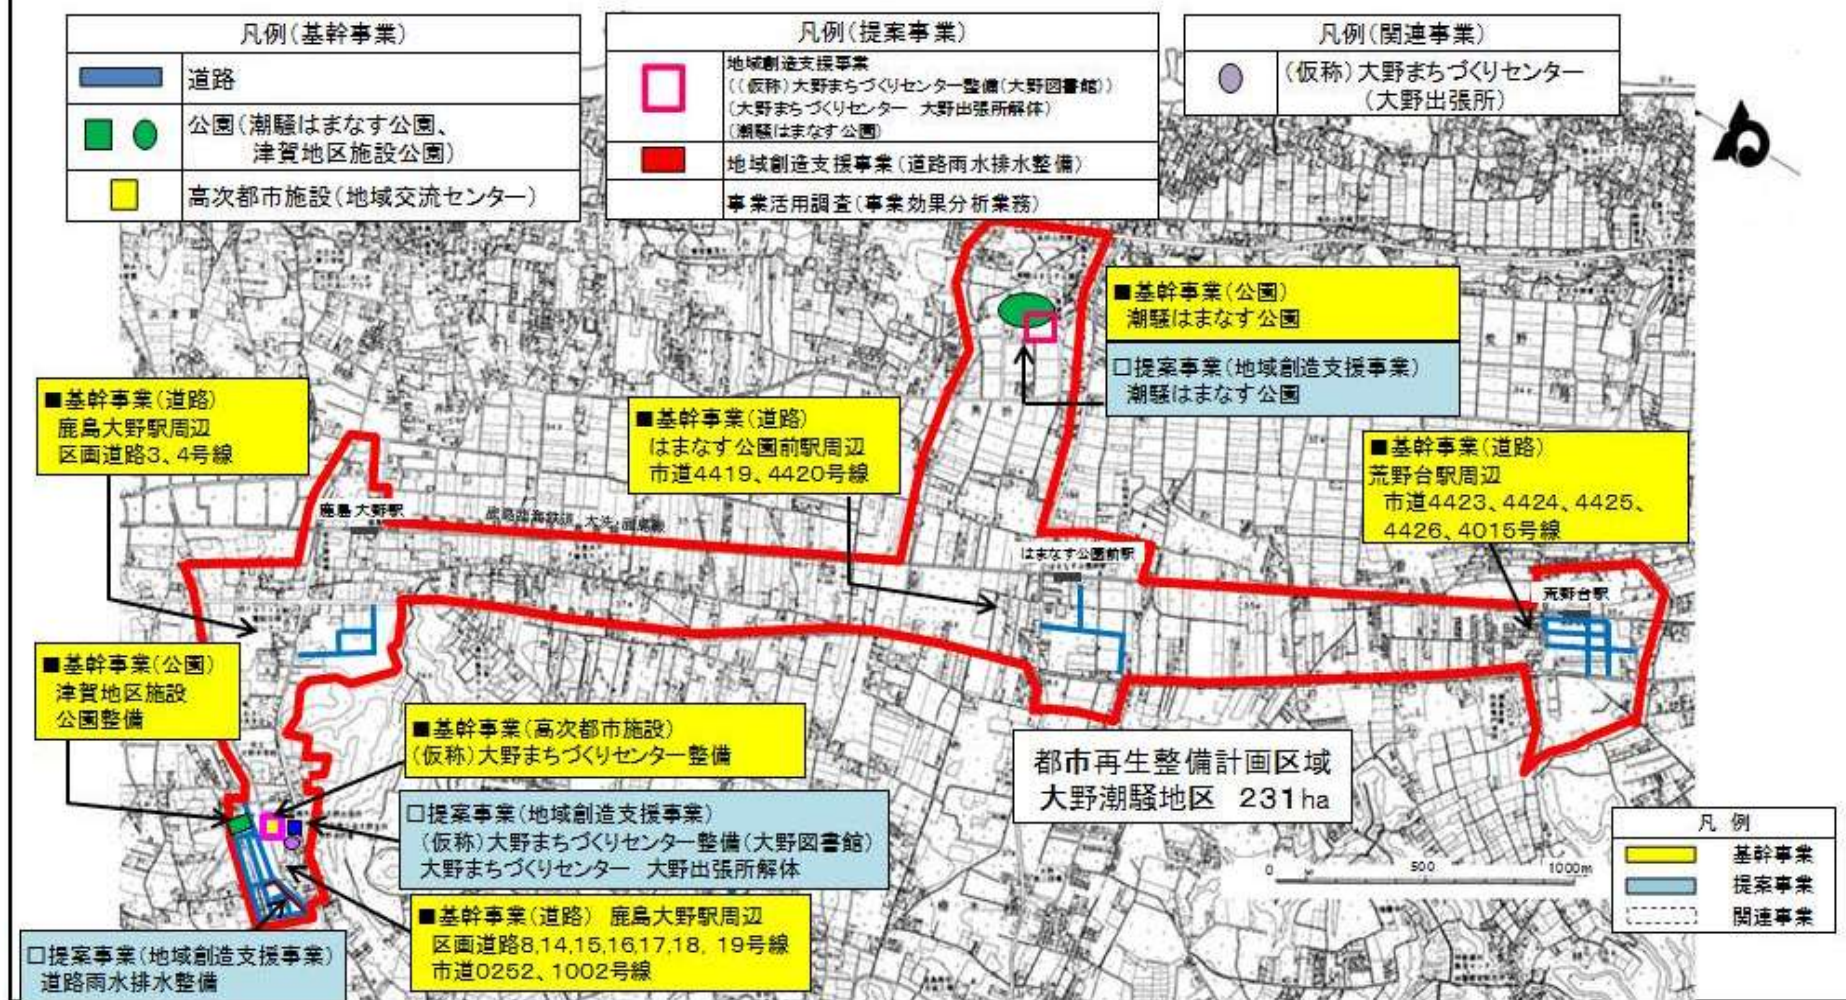 凡例(基幹事業)
道路
公園(潮騒はまなす公園、
津賀地区施設公園)
高次都市施設(地域交流センター)
凡例(提案事業)
地域創造支援事業
((仮称)大野まちづくりセンター整備(大野図書館))
(大野まちづくりセンター 大野出張所解体)
(潮騒はまなす公園)
地域創造支援事業(道路雨水排水整備)
事業活用調査(事業効果分析業務)
凡例(関連事業)
(仮称)大野まちづくりセンター
(大野出張所)
■基幹事業(公園)
潮騒はまなす公園
□提案事業(地域創造支援事業)
潮騒はまなす公園
■基幹事業(道路)
鹿島大野駅周辺
区画道路3、4号線
■基幹事業(道路)
はまなす公園前駅周辺
市道4419、4420号線
■基幹事業(道路)
荒野台駅周辺
市道4423、4424、4425、
4426、4015号線
鹿島大野駅
鹿島臨海鉄道 大洗鹿島線
はまなす公園前駅
荒野台駅
■基幹事業(公園)
津賀地区施設
公園整備
■基幹事業(高次都市施設)
(仮称)大野まちづくりセンター整備
□提案事業(地域創造支援事業)
(仮称)大野まちづくりセンター整備(大野図書館)
大野まちづくりセンター 大野出張所解体
■基幹事業(道路) 鹿島大野駅周辺
区画道路8,14,15,16,17,18, 19号線
市道0252、1002号線
□提案事業(地域創造支援事業)
道路雨水排水整備
都市再生整備計画区域
大野潮騒地区 231ha
0 500 1000m
凡 例
基幹事業
提案事業
関連事業